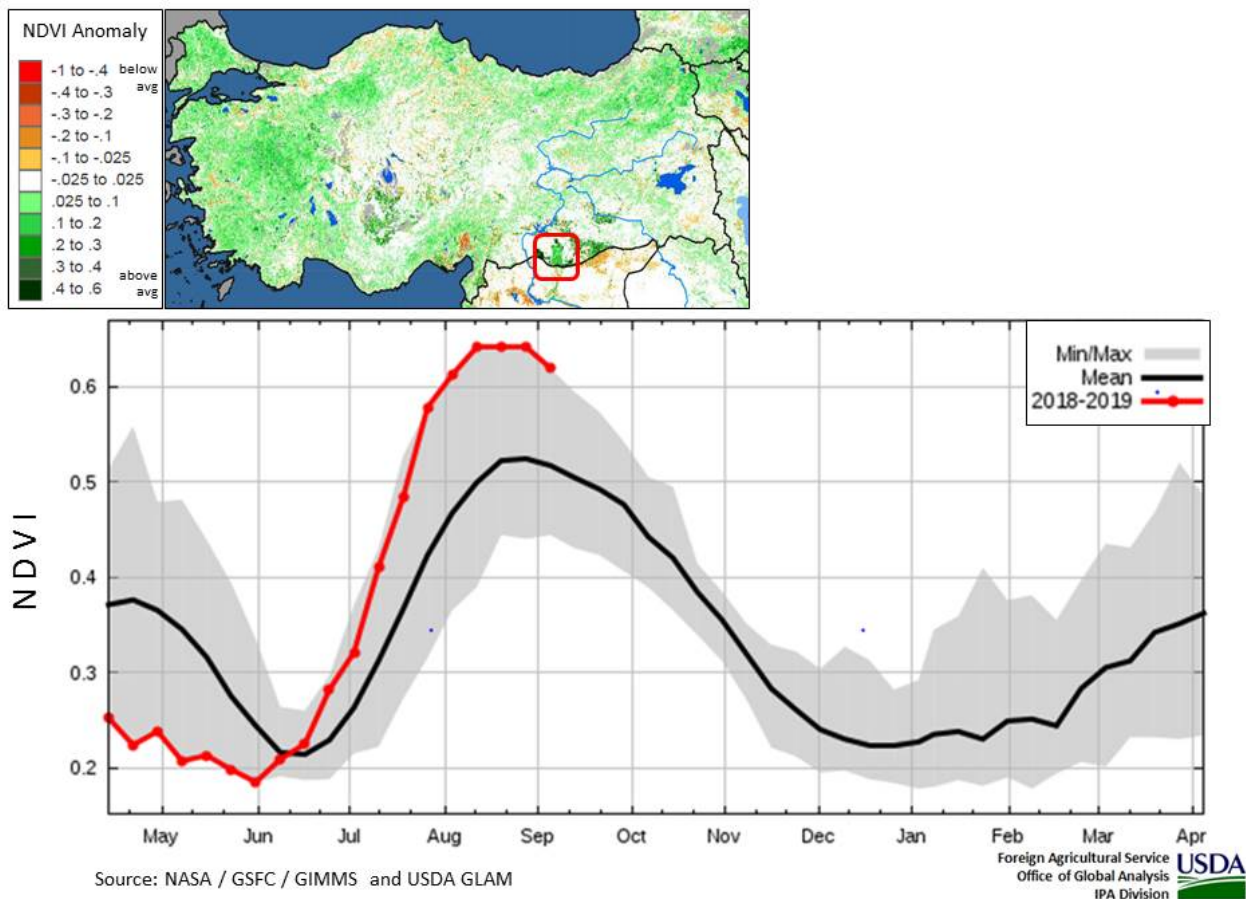 NDVI Anomaly
-1 to -.4 below avg
-.4 to -.3
-.3 to -.2
-.2 to -.1
-.1 to -.025
-.025 to .025
.025 to .1
.1 to .2
.2 to .3
.3 to .4 above
.4 to .6 avg
Min/Max
Mean
2018-2019
NDVI
0.6
0.5
0.4
0.3
0.2
May Jun Jul Aug Sep Oct Nov Dec Jan Feb Mar Apr
Source: NASA / GSFC / GIMMS and USDA GLAM
Foreign Agricultural Service
Office of Global Analysis
IPA Division
USDA